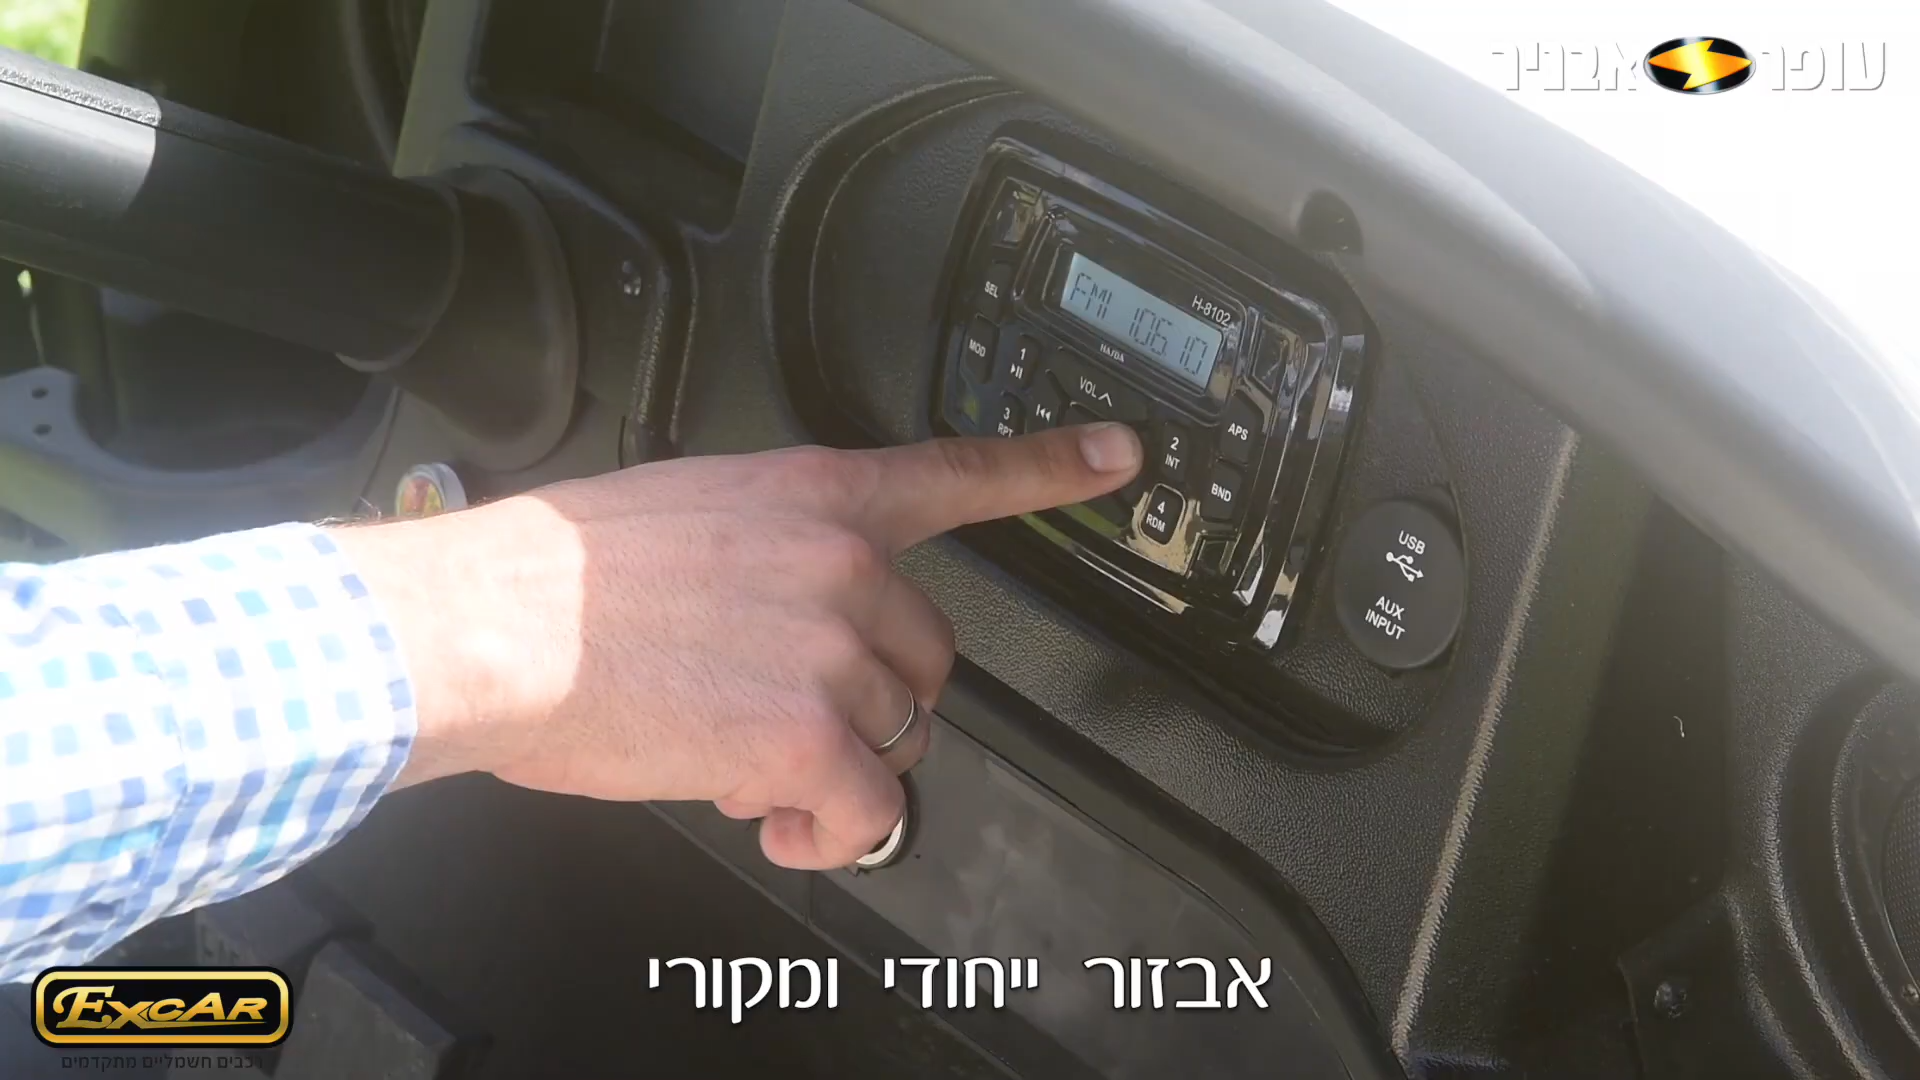 עופר אבניר
H-8102
FM1 106.10
HASDA
SEL
MOD
1
VOL
3
RPT
2
INT
APS
BND
4
RDM
USB
AUX
INPUT
אבזור ייחודי ומקורי
EXCAR
רכבים חשמליים מתקדמים